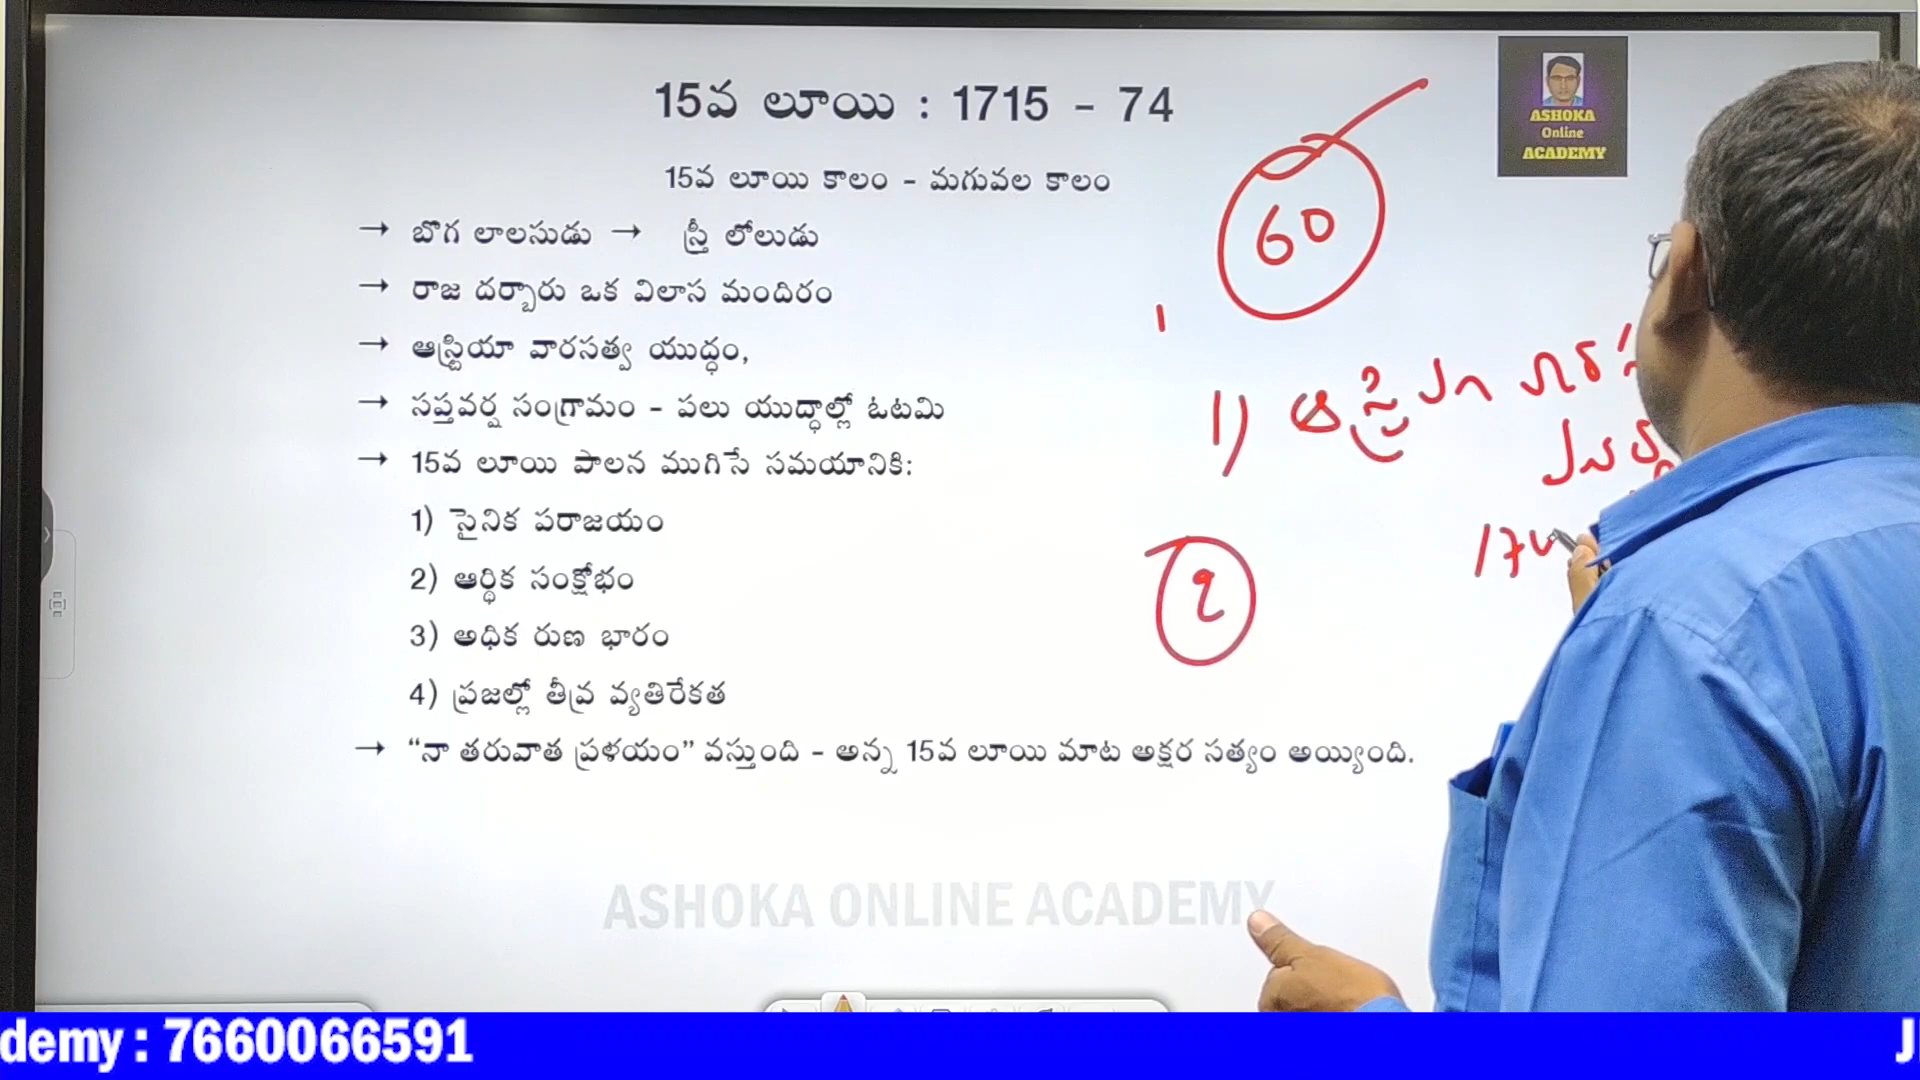 15వ లూయి : 1715 - 74
15వ లూయి కాలం - మగువల కాలం
→ బొగ లాలసుడు → స్త్రీ లోలుడు
→ రాజ దర్బారు ఒక విలాస మందిరం
→ ఆస్ట్రియా వారసత్వ యుద్ధం,
→ సప్తవర్ష సంగ్రామం - పలు యుద్ధాల్లో ఓటమి
→ 15వ లూయి పాలన ముగిసే సమయానికి:
1) సైనిక పరాజయం
2) ఆర్థిక సంక్షోభం
3) అధిక రుణ భారం
4) ప్రజల్లో తీవ్ర వ్యతిరేకత
→ “నా తరువాత ప్రళయం” వస్తుంది - అన్న 15వ లూయి మాట అక్షర సత్యం అయ్యింది.
60
1)
2
174
ASHOKA
Online
ACADEMY
ASHOKA ONLINE ACADEMY
demy : 7660066591